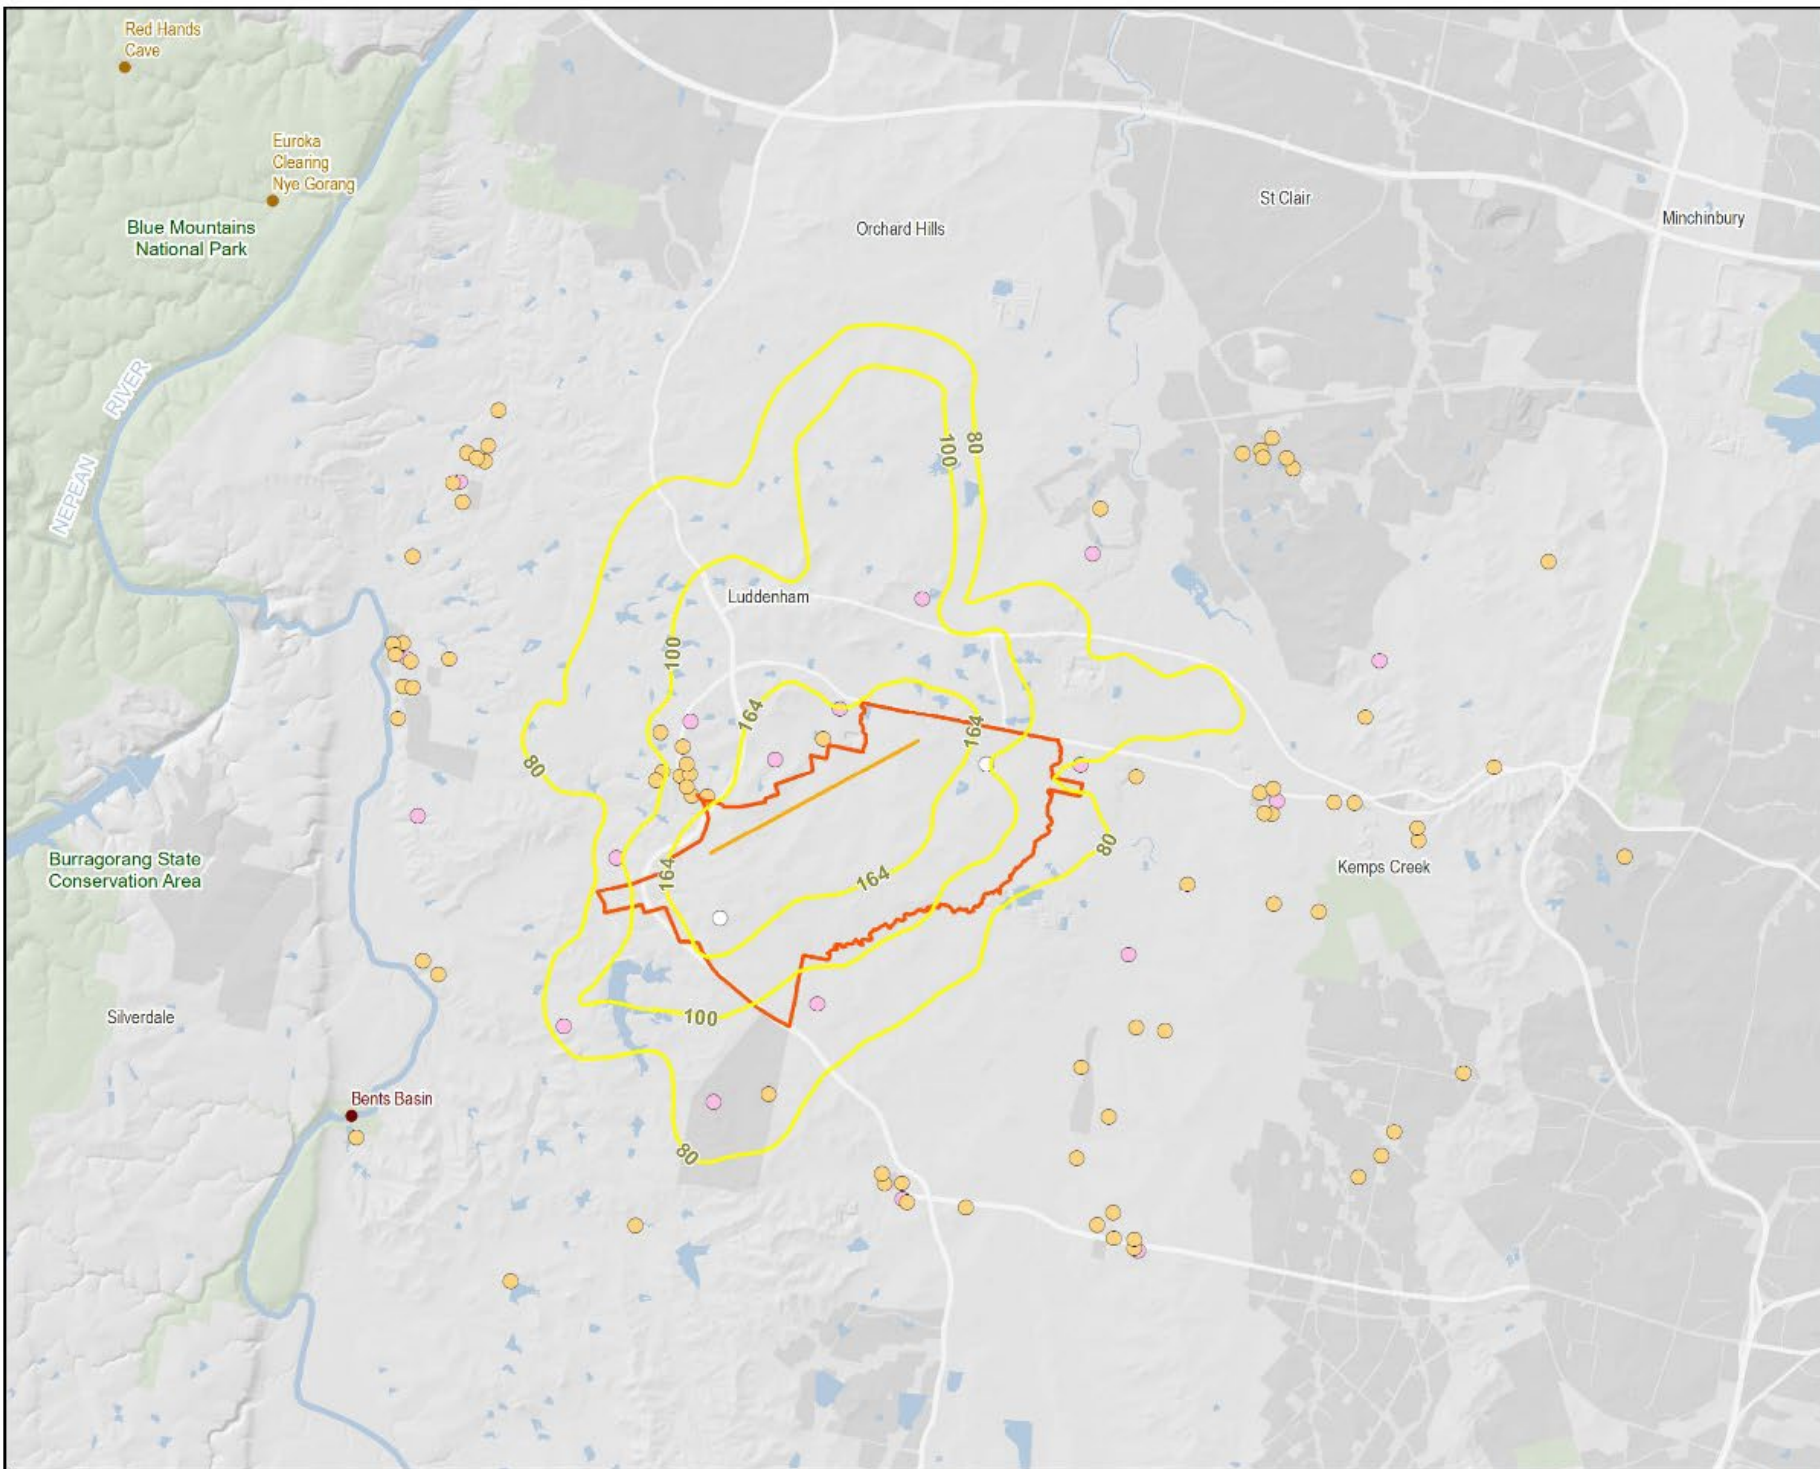 Red Hands
Cave
Euroka
Clearing
Nye Gorang
Blue Mountains
National Park
St Clair
Minchinbury
Orchard Hills
NEPEAN RIVER
100
80
Luddenham
100
164
164
80
80
164
164
Burragorang State
Conservation Area
Kemps Creek
Silverdale
100
Bents Basin
80